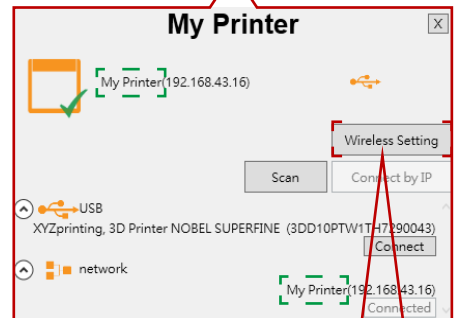 My Printer
X
My Printer(192.168.43.16)
Wireless Setting
Scan
Connect by IP
USB
XYZprinting, 3D Printer NOBEL SUPERFINE (3DD10PTW1TH7290043)
Connect
network
My Printer(192.168.43.16)
Connected